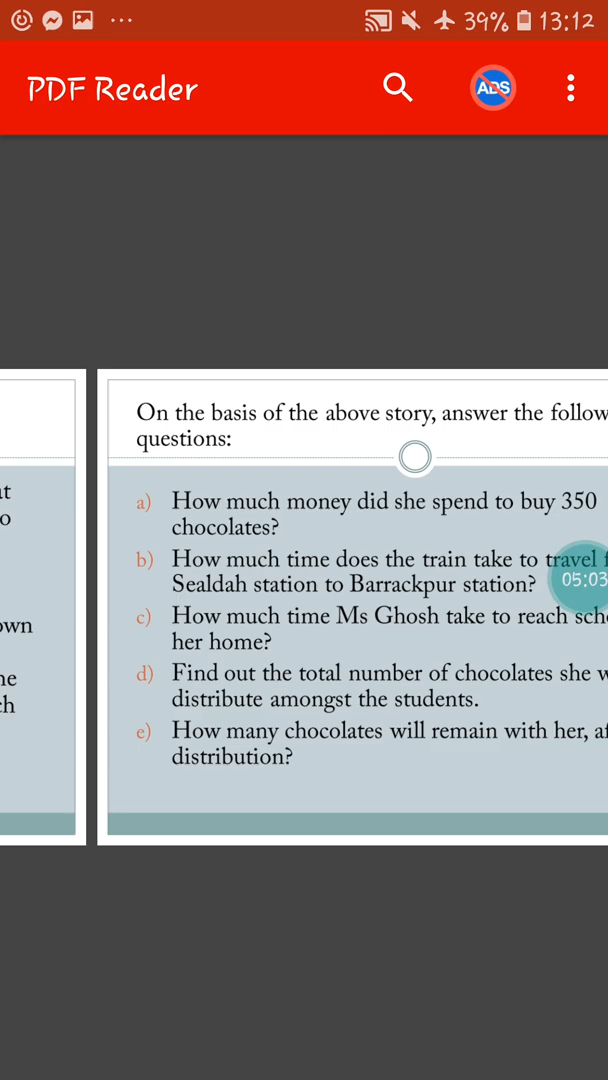 39% 13:12
PDF Reader
ADS
On the basis of the above story, answer the follow
questions:
a) How much money did she spend to buy 350
chocolates?
b) How much time does the train take to travel f
Sealdah station to Barrackpur station?
05:03
c) How much time Ms Ghosh take to reach sch
her home?
d) Find out the total number of chocolates she w
distribute amongst the students.
e) How many chocolates will remain with her, af
distribution?